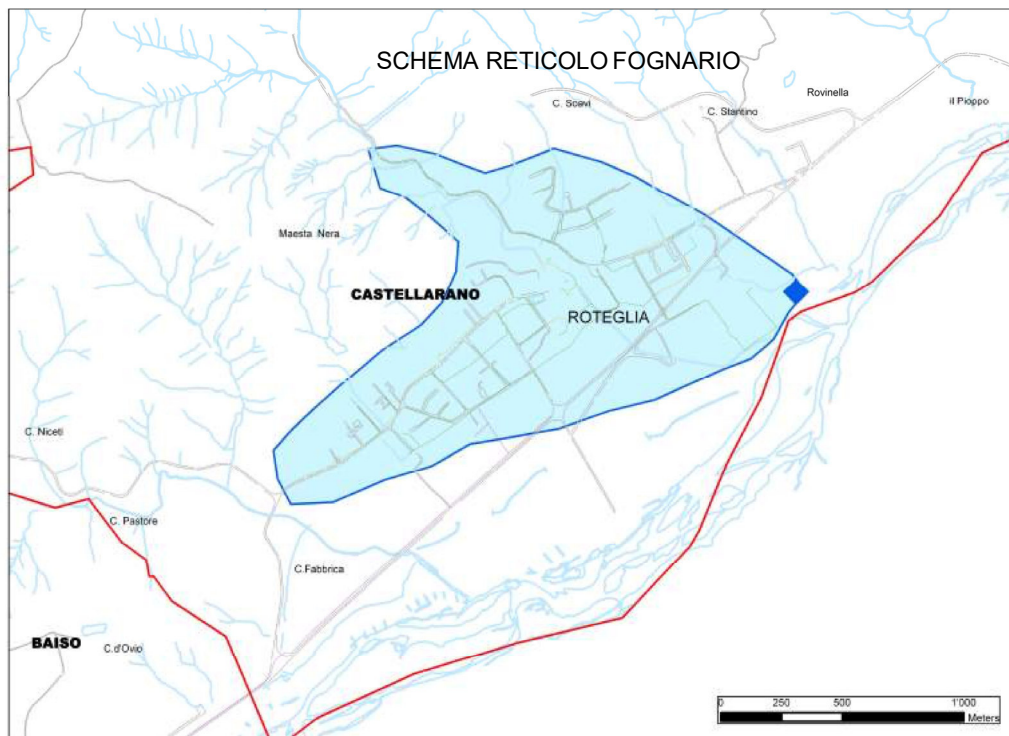 SCHEMA RETICOLO FOGNARIO
Rovinella
il Pioppo
C. Scevi
C. Stantino
Maesta Nera
CASTELLARANO
ROTEGLIA
C. Niceti
C. Pastore
C.Fabbrica
BAISO
C.d'Ovio
0 250 500 1'000
Meters